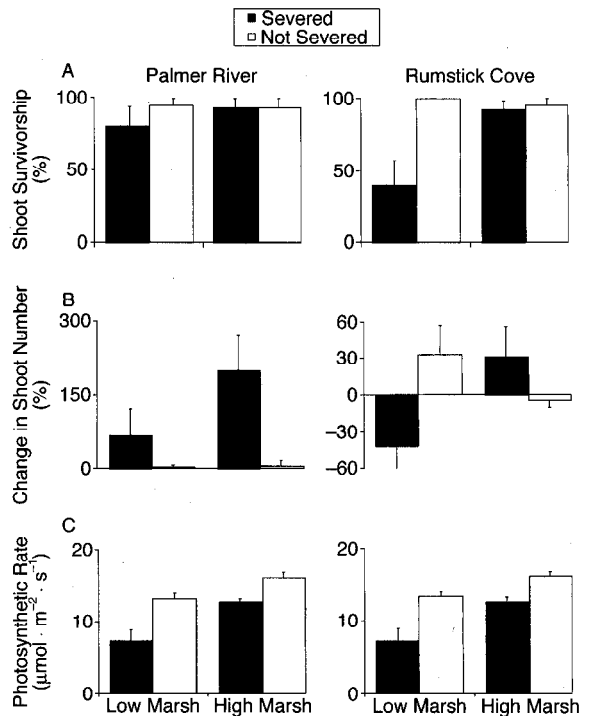 Severed
Not Severed
A
Palmer River
Rumstick Cove
Shoot Survivorship
(%)
100
50
0
100
50
0
B
Change in Shoot Number
(%)
300
150
0
60
30
0
−30
−60
C
Photosynthetic Rate
(μmol · m−2 · s−1)
20
10
0
20
10
0
Low Marsh High Marsh
Low Marsh High Marsh